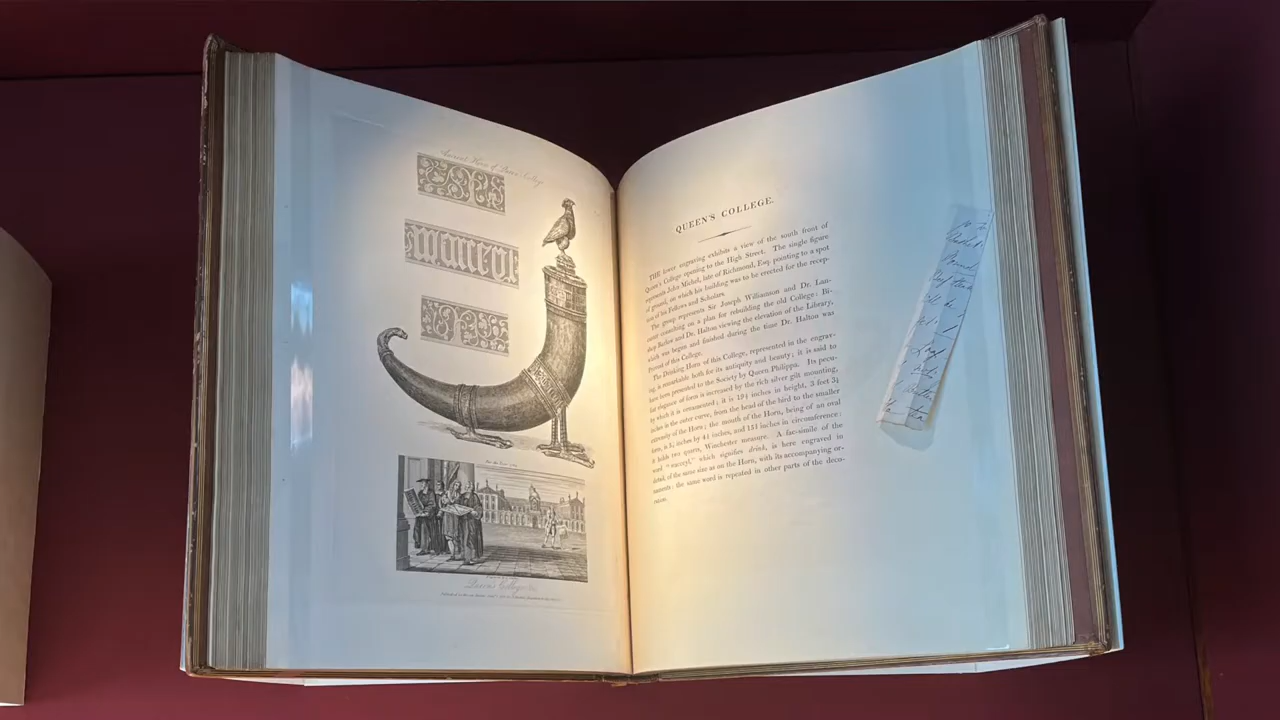 Ancient Horn of Queen's College
wacceyl
Queen's College
QUEEN'S COLLEGE.
THE lower engraving exhibits a view of the south front of
Queen's College opening to the High Street. The single figure
represents John Michel, late of Richmond, Esq. pointing to a spot
of ground, on which his building was to be erected for the recep-
tion of his Fellows and Scholars.
The group represents Sir Joseph Williamson and Dr. Lan-
caster consulting on a plan for rebuilding the old College: Bi-
shop Barlow and Dr. Halton viewing the elevation of the Library,
which was begun and finished during the time Dr. Halton was
Provost of this College.
The Drinking Horn of this College, represented in the engrav-
ing, is remarkable both for its antiquity and beauty; it is said to
have been presented to the Society by Queen Philippa. Its pecu-
liar elegance of form is increased by the rich silver gilt mounting,
by which it is ornamented; it is 19½ inches in height, 3 feet 3½
inches in the outer curve, from the head of the bird to the smaller
extremity of the Horn; the mouth of the Horn, being of an oval
form, is 5¼ inches by 4¼ inches, and 15¼ inches in circumference:
it holds two quarts, Winchester measure. A fac-simile of the
word "wacceyl," which signifies drink, is here engraved in
detail, of the same size as on the Horn, with its accompanying or-
naments: the same word is repeated in other parts of the deco-
ration.